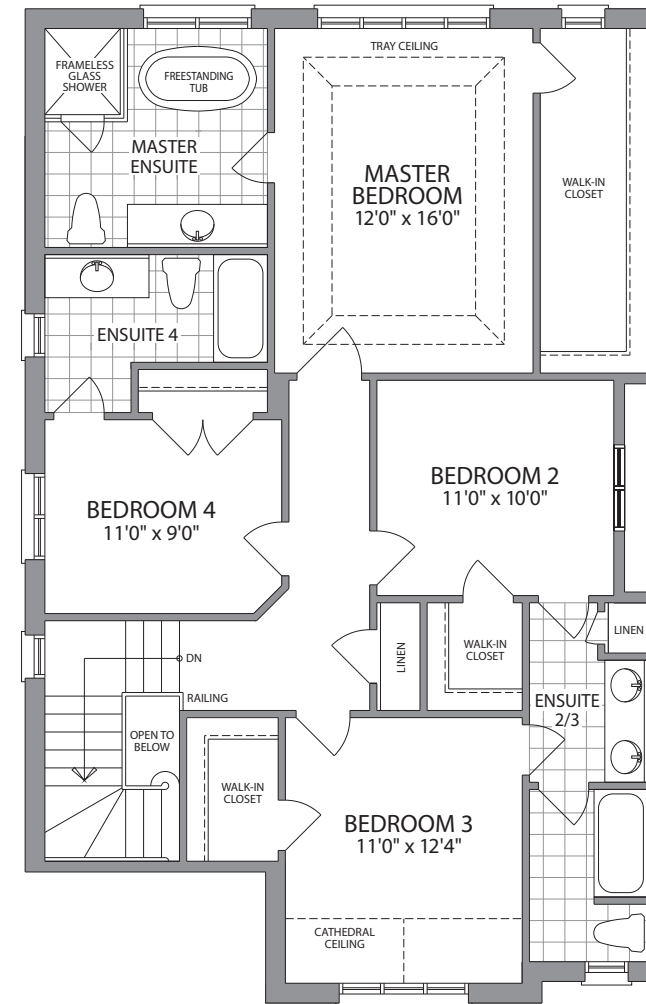 TRAY CEILING
FRAMELESS
GLASS
SHOWER
FREESTANDING
TUB
MASTER
ENSUITE
MASTER
BEDROOM
12'0" x 16'0"
WALK-IN
CLOSET
ENSUITE 4
BEDROOM 4
11'0" x 9'0"
BEDROOM 2
11'0" x 10'0"
DN
RAILING
OPEN TO
BELOW
LINEN
WALK-IN
CLOSET
LINEN
ENSUITE
2/3
WALK-IN
CLOSET
BEDROOM 3
11'0" x 12'4"
CATHEDRAL
CEILING